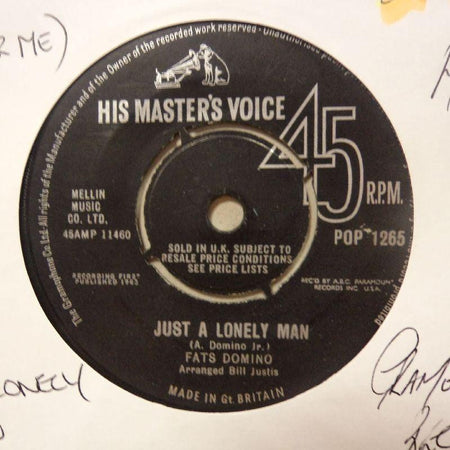 R ME)
The Gramophone Co. Ltd. All rights of the Manufacturer and of the Owner of the recorded work reserved · Unauthorised
HIS MASTER'S VOICE
45
R.P.M.
MELLIN
MUSIC
CO. LTD.
45AMP 11460
POP 1265
SOLD IN U.K. SUBJECT TO
RESALE PRICE CONDITIONS
SEE PRICE LISTS
RECORDING FIRST
PUBLISHED 1963
REC'D BY A.B.C. PARAMOUNT
RECORDS INC. U.S.A.
JUST A LONELY MAN
(A. Domino Jr.)
FATS DOMINO
Arranged Bill Justis
MADE IN Gt. BRITAIN
LONELY